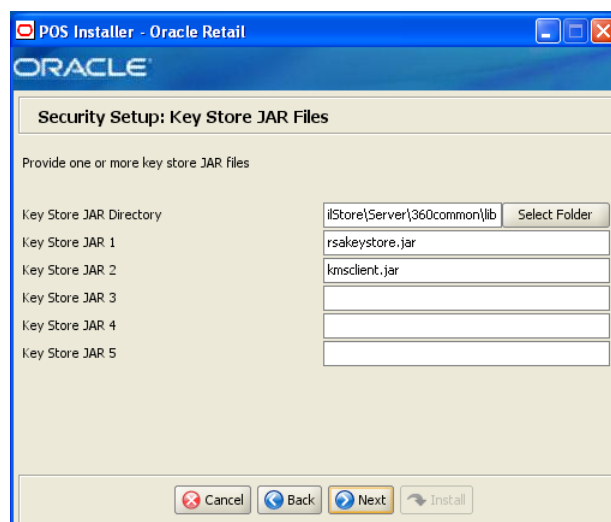 POS Installer - Oracle Retail
ORACLE
Security Setup: Key Store JAR Files
Provide one or more key store JAR files
Key Store JAR Directory ilStore\Server\360common\lib Select Folder
Key Store JAR 1 rsakeystore.jar
Key Store JAR 2 kmsclient.jar
Key Store JAR 3
Key Store JAR 4
Key Store JAR 5
Cancel Back Next Install